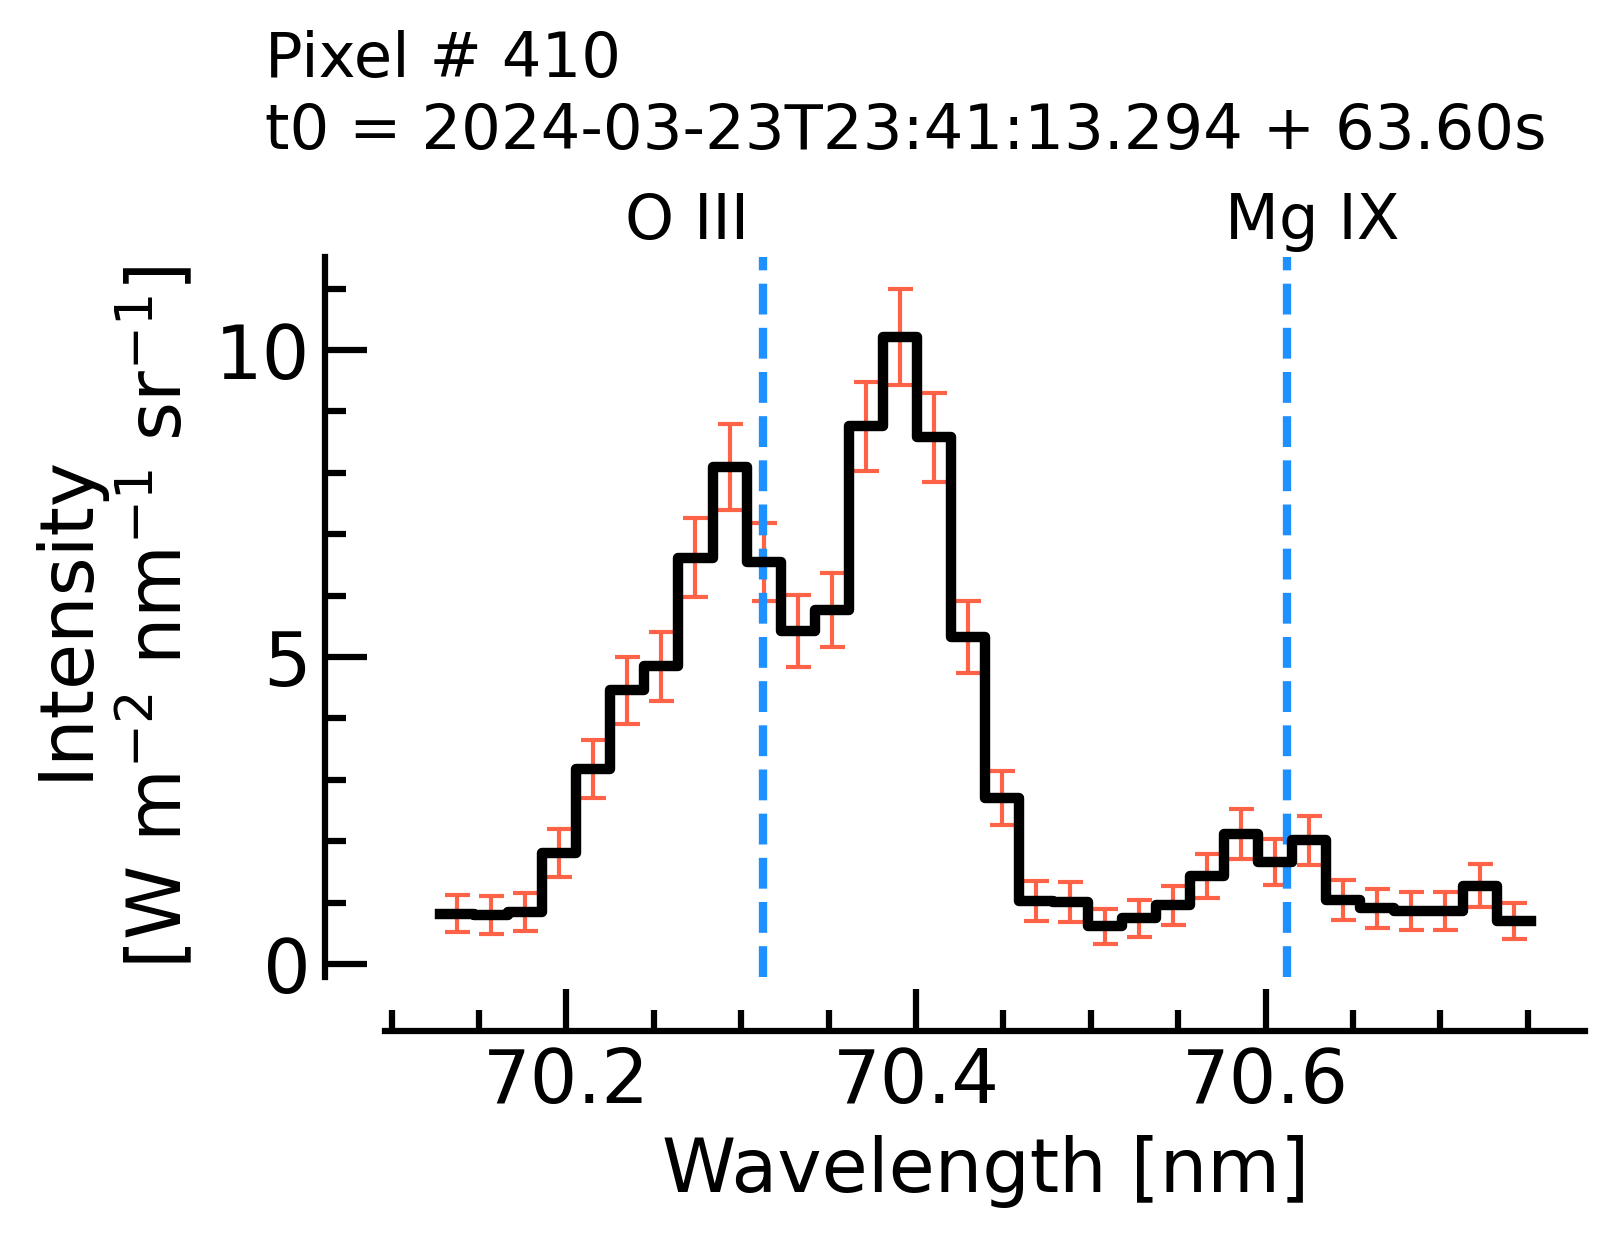 Pixel # 410
t0 = 2024-03-23T23:41:13.294 + 63.60s
O III
Mg IX
Intensity
[W m⁻² nm⁻¹ sr⁻¹]
10
5
0
70.2
70.4
70.6
Wavelength [nm]